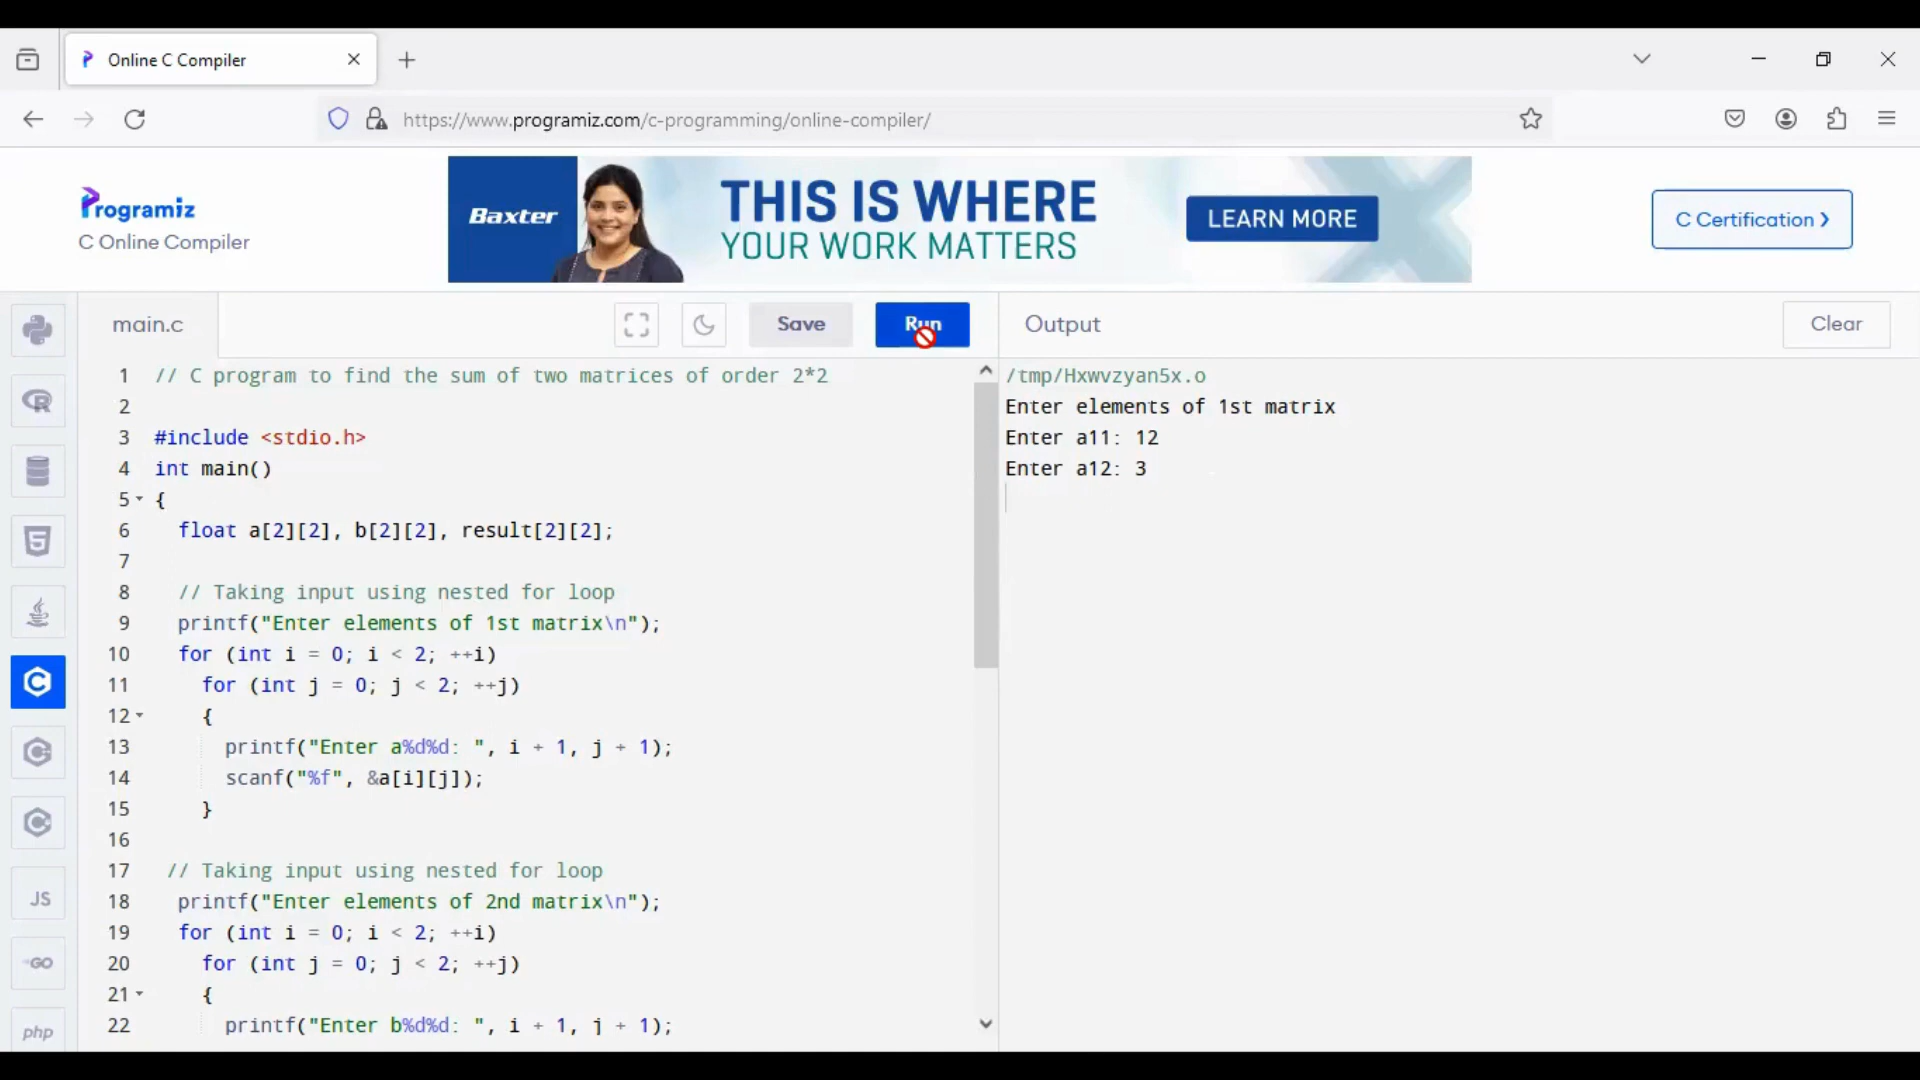 Online C Compiler
https://www.programiz.com/c-programming/online-compiler/
Programiz
C Online Compiler
Baxter
THIS IS WHERE
YOUR WORK MATTERS
LEARN MORE
C Certification ❯
main.c
Save
Run
Output
Clear
1 // C program to find the sum of two matrices of order 2*2
2
3 #include <stdio.h>
4 int main()
5 {
6 float a[2][2], b[2][2], result[2][2];
7
8 // Taking input using nested for loop
9 printf("Enter elements of 1st matrix\n");
10 for (int i = 0; i < 2; ++i)
11 for (int j = 0; j < 2; ++j)
12 {
13 printf("Enter a%d%d: ", i + 1, j + 1);
14 scanf("%f", &a[i][j]);
15 }
16
17 // Taking input using nested for loop
18 printf("Enter elements of 2nd matrix\n");
19 for (int i = 0; i < 2; ++i)
20 for (int j = 0; j < 2; ++j)
21 {
22 printf("Enter b%d%d: ", i + 1, j + 1);
/tmp/Hxwvzyan5x.o
Enter elements of 1st matrix
Enter a11: 12
Enter a12: 3
R
5
C
C
C
JS
GO
php